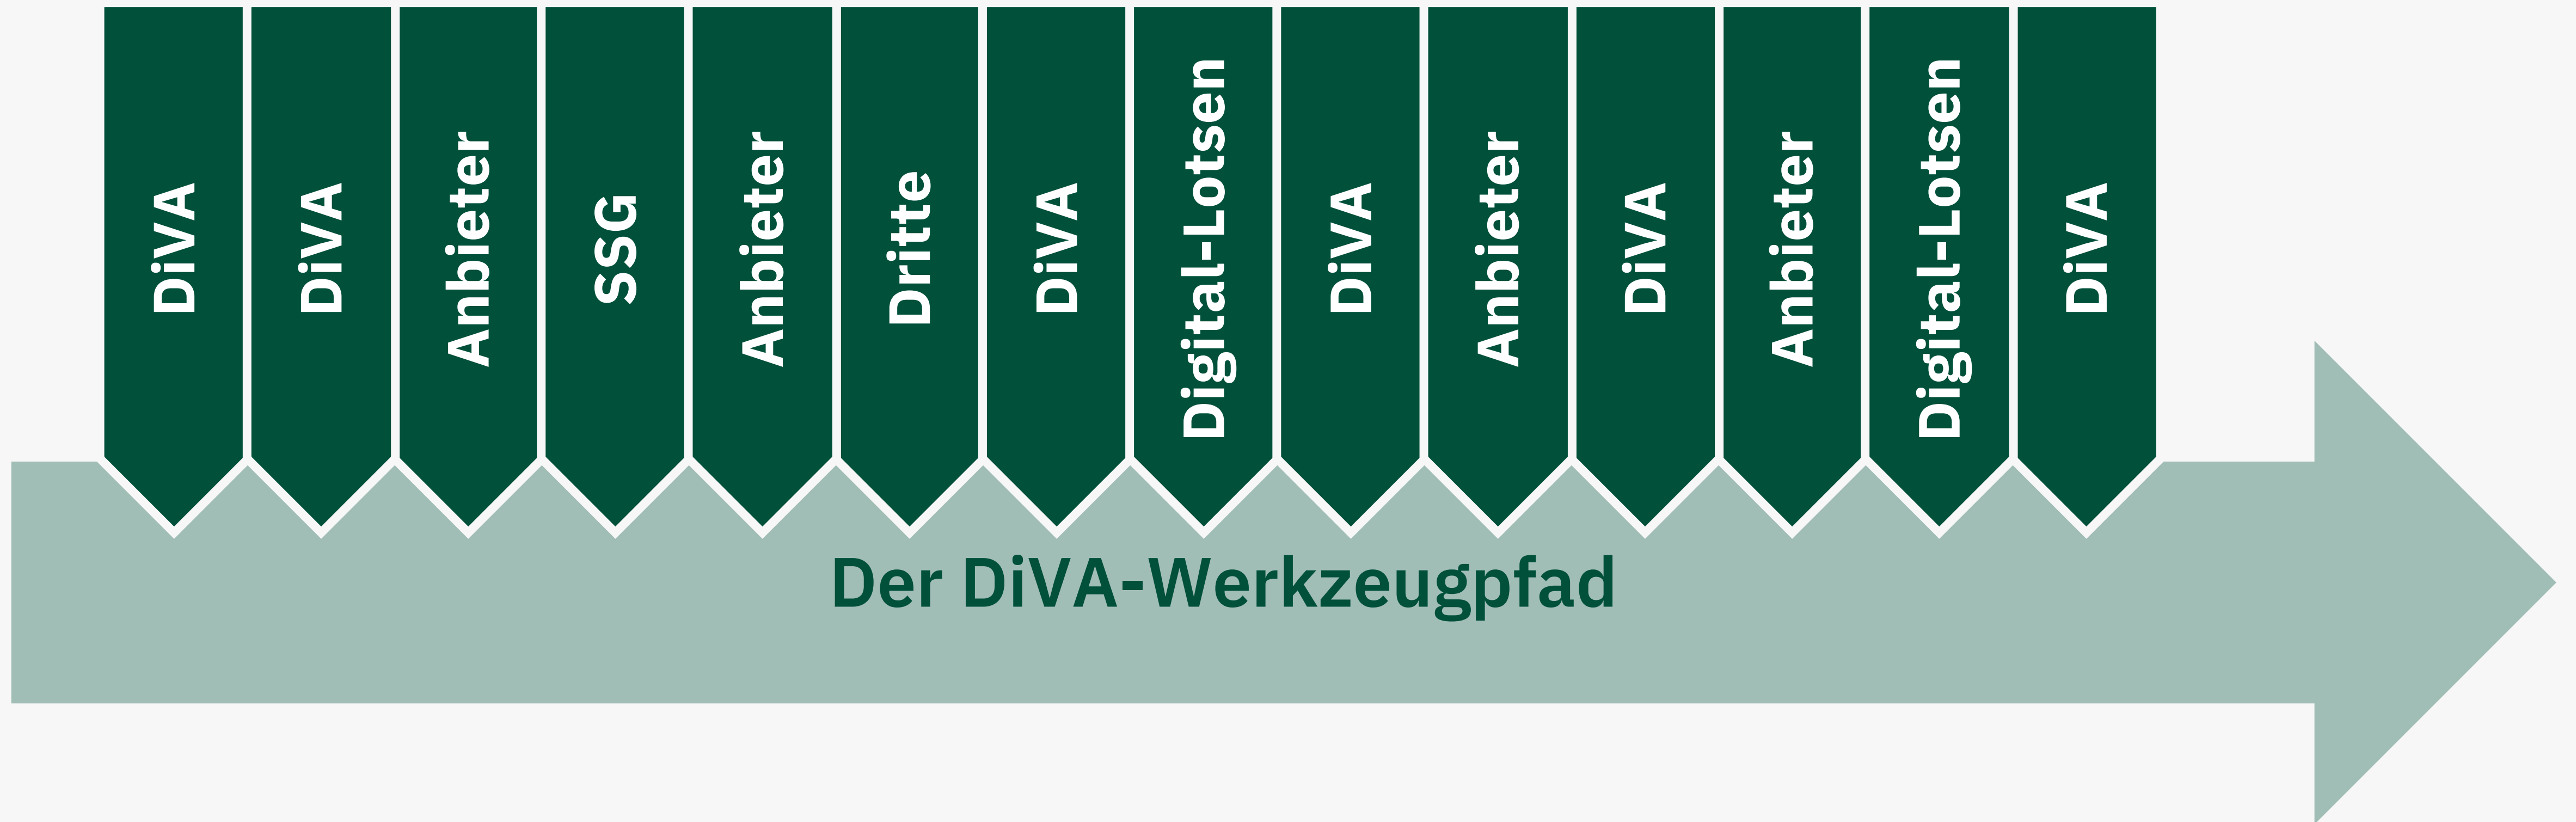 DiVA
DiVA
Anbieter
SSG
Anbieter
Dritte
DiVA
Digital-Lotsen
DiVA
Anbieter
DiVA
Anbieter
Digital-Lotsen
DiVA
Der DiVA-Werkzeugpfad